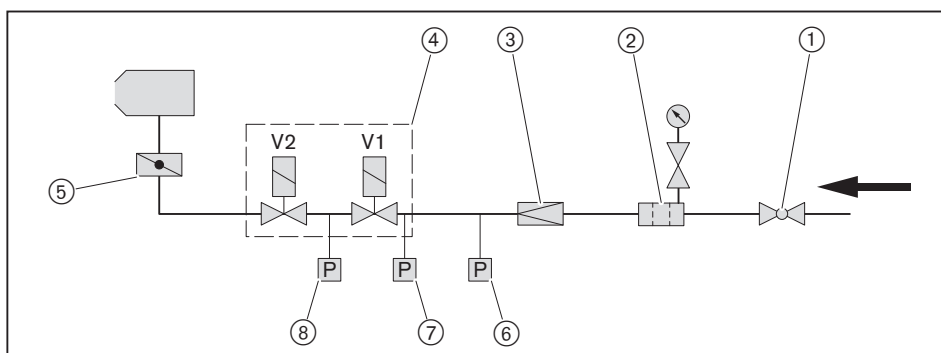 ④ ③ ② ①
V2 V1
⑤
P P P
⑧ ⑦ ⑥